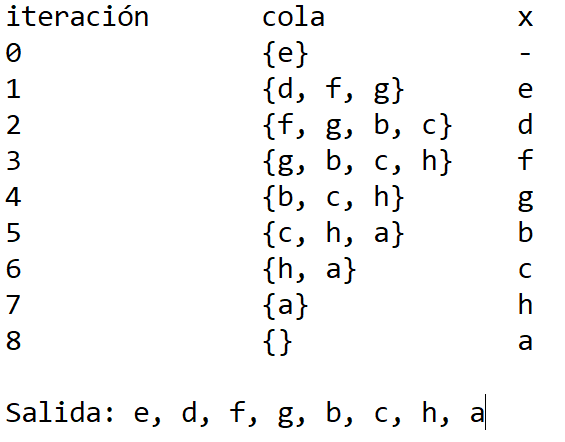 iteración cola x
0 {e} -
1 {d, f, g} e
2 {f, g, b, c} d
3 {g, b, c, h} f
4 {b, c, h} g
5 {c, h, a} b
6 {h, a} c
7 {a} h
8 {} a
Salida: e, d, f, g, b, c, h, a